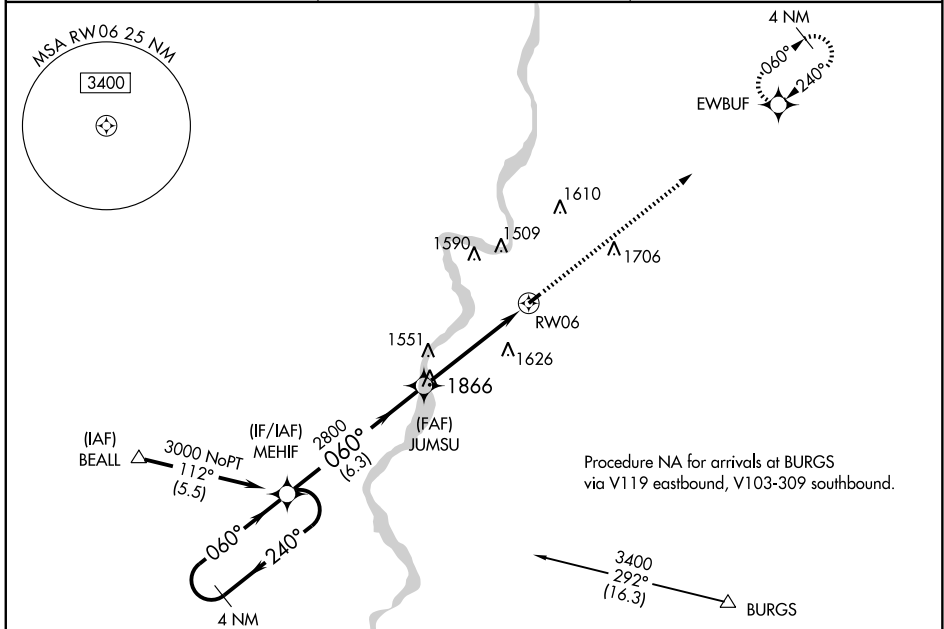 MSA RW06 25 NM
3400
4 NM
060°
240°
EWBUF
1610
1509
1590
1706
RW06
1551
1626
1866
(FAF)
JUMSU
(IF/IAF)
MEHIF
2800
060°
(6.3)
(IAF)
BEALL
3000 NoPT
112°
(5.5)
060°
240°
4 NM
Procedure NA for arrivals at BURGS
via V119 eastbound, V103-309 southbound.
3400
292°
(16.3)
BURGS